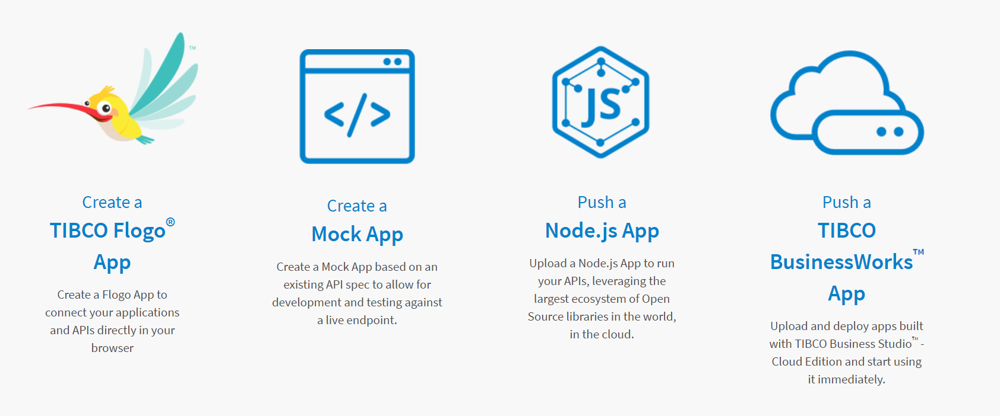 TM
JS
</>
Create a
TIBCO Flogo®
App
Create a Flogo App to
connect your applications
and APIs directly in your
browser
Create a
Mock App
Create a Mock App based on an
existing API spec to allow for
development and testing against
a live endpoint.
Push a
Node.js App
Upload a Node.js App to run
your APIs, leveraging the
largest ecosystem of Open
Source libraries in the world,
in the cloud.
Push a
TIBCO
BusinessWorks™
App
Upload and deploy apps built
with TIBCO Business Studio™ -
Cloud Edition and start using
it immediately.